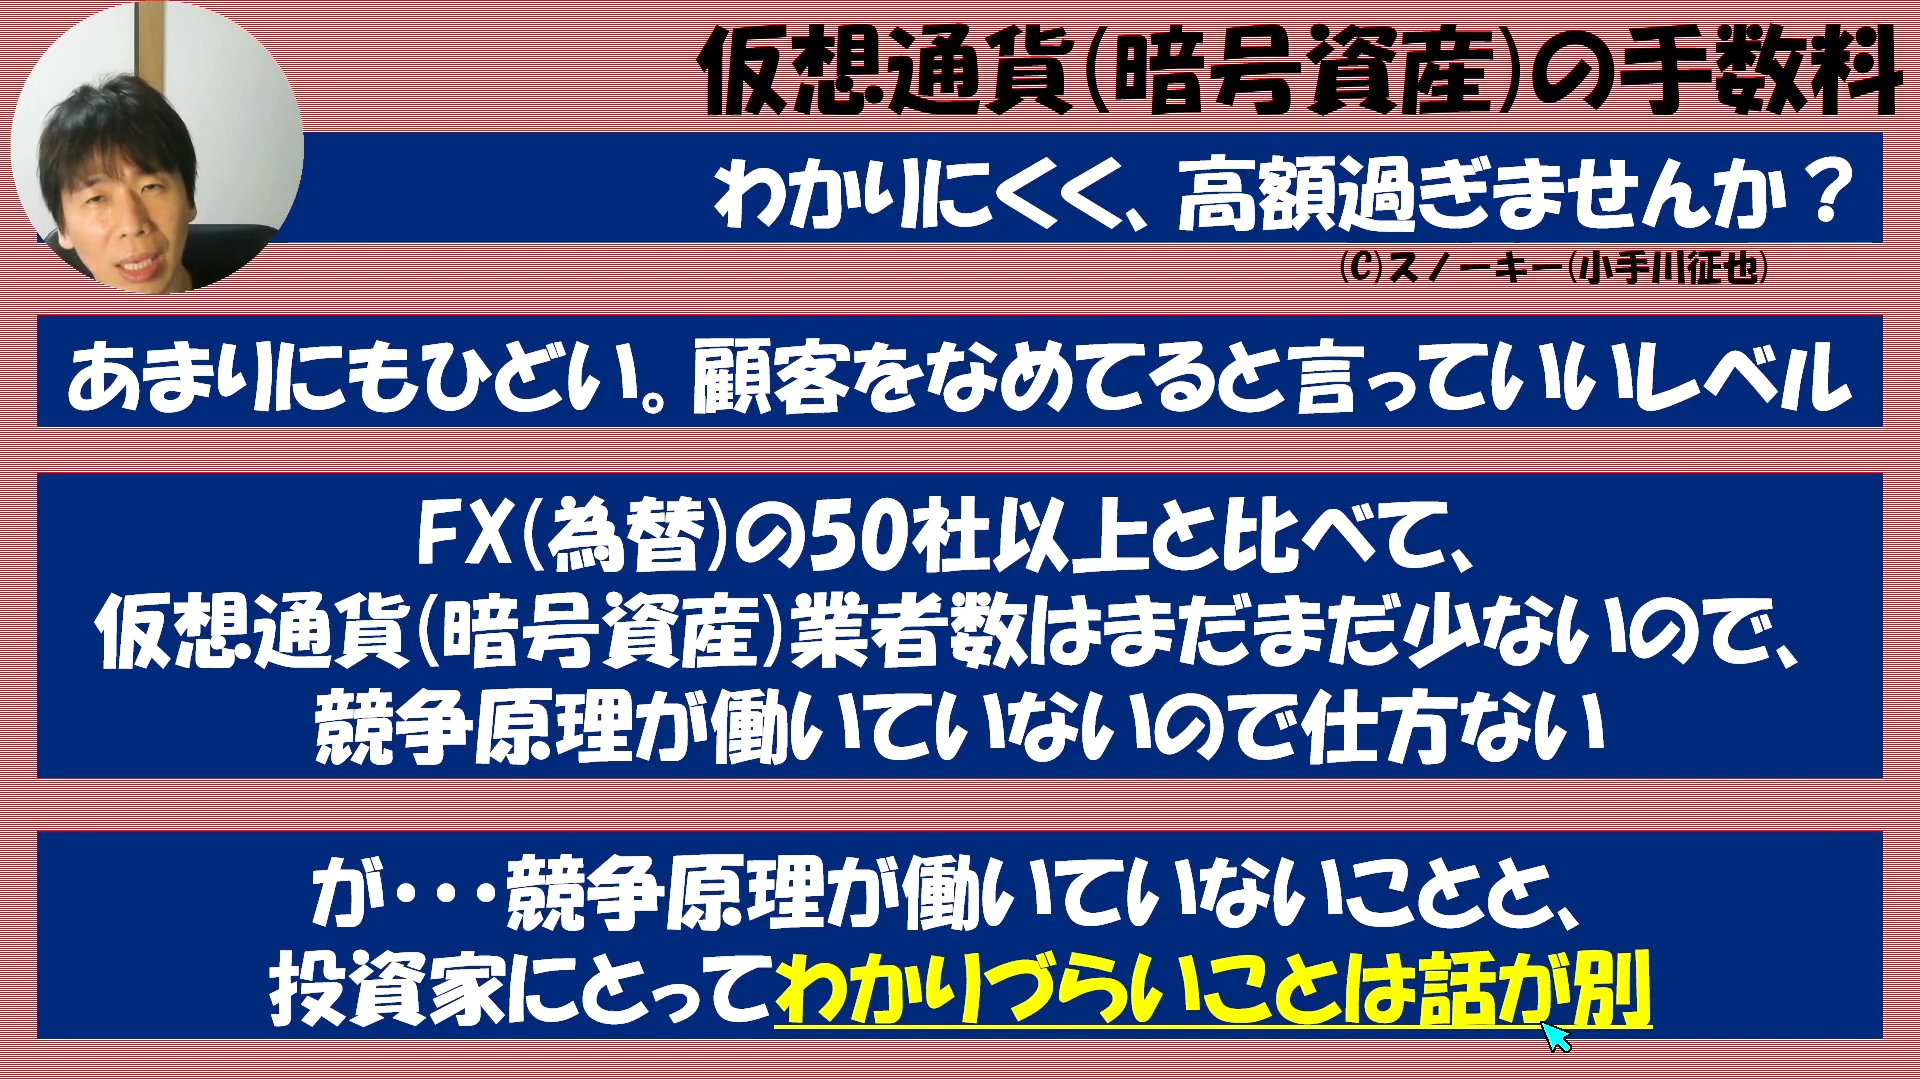 仮想通貨(暗号資産)の手数料
わかりにくく、高額過ぎませんか？
(C)スノーキー(小手川征也)
あまりにもひどい。顧客をなめてると言っていいレベル
FX(為替)の50社以上と比べて、
仮想通貨(暗号資産)業者数はまだまだ少ないので、
競争原理が働いていないので仕方ない
が・・・競争原理が働いていないことと、
投資家にとってわかりづらいことは話が別